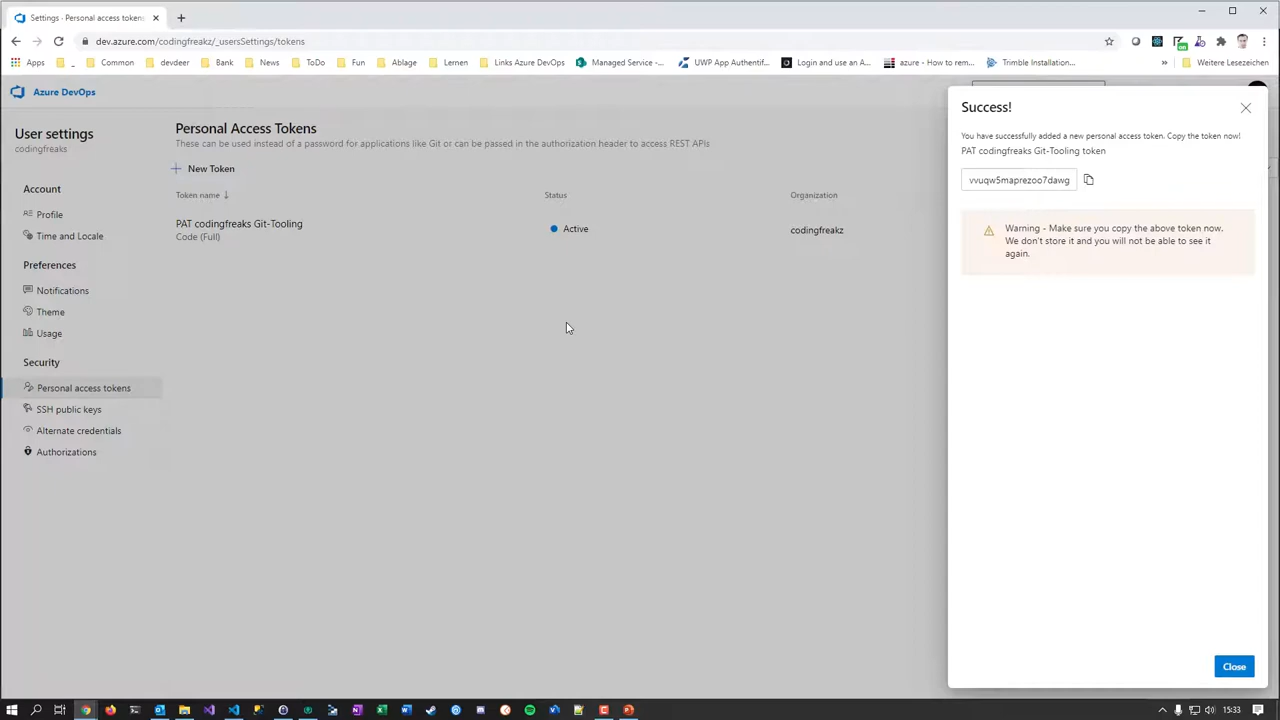 Settings - Personal access tokens
dev.azure.com/codingfreakz/_usersSettings/tokens
Apps
_
Common
devdeer
Bank
News
ToDo
Fun
Ablage
Lernen
Links Azure DevOps
Managed Service -...
UWP App Authentif...
Login and use an A...
azure - How to rem...
Trimble Installation...
»
Weitere Lesezeichen
Azure DevOps
User settings
codingfreaks
Account
Profile
Time and Locale
Preferences
Notifications
Theme
Usage
Security
Personal access tokens
SSH public keys
Alternate credentials
Authorizations
Personal Access Tokens
These can be used instead of a password for applications like Git or can be passed in the authorization header to access REST APIs
New Token
Token name
Status
Organization
PAT codingfreaks Git-Tooling
Code (Full)
Active
codingfreakz
Success!
You have successfully added a new personal access token. Copy the token now!
PAT codingfreaks Git-Tooling token
vvuqw5maprezoo7dawg
Warning - Make sure you copy the above token now.
We don't store it and you will not be able to see it
again.
Close
15:33